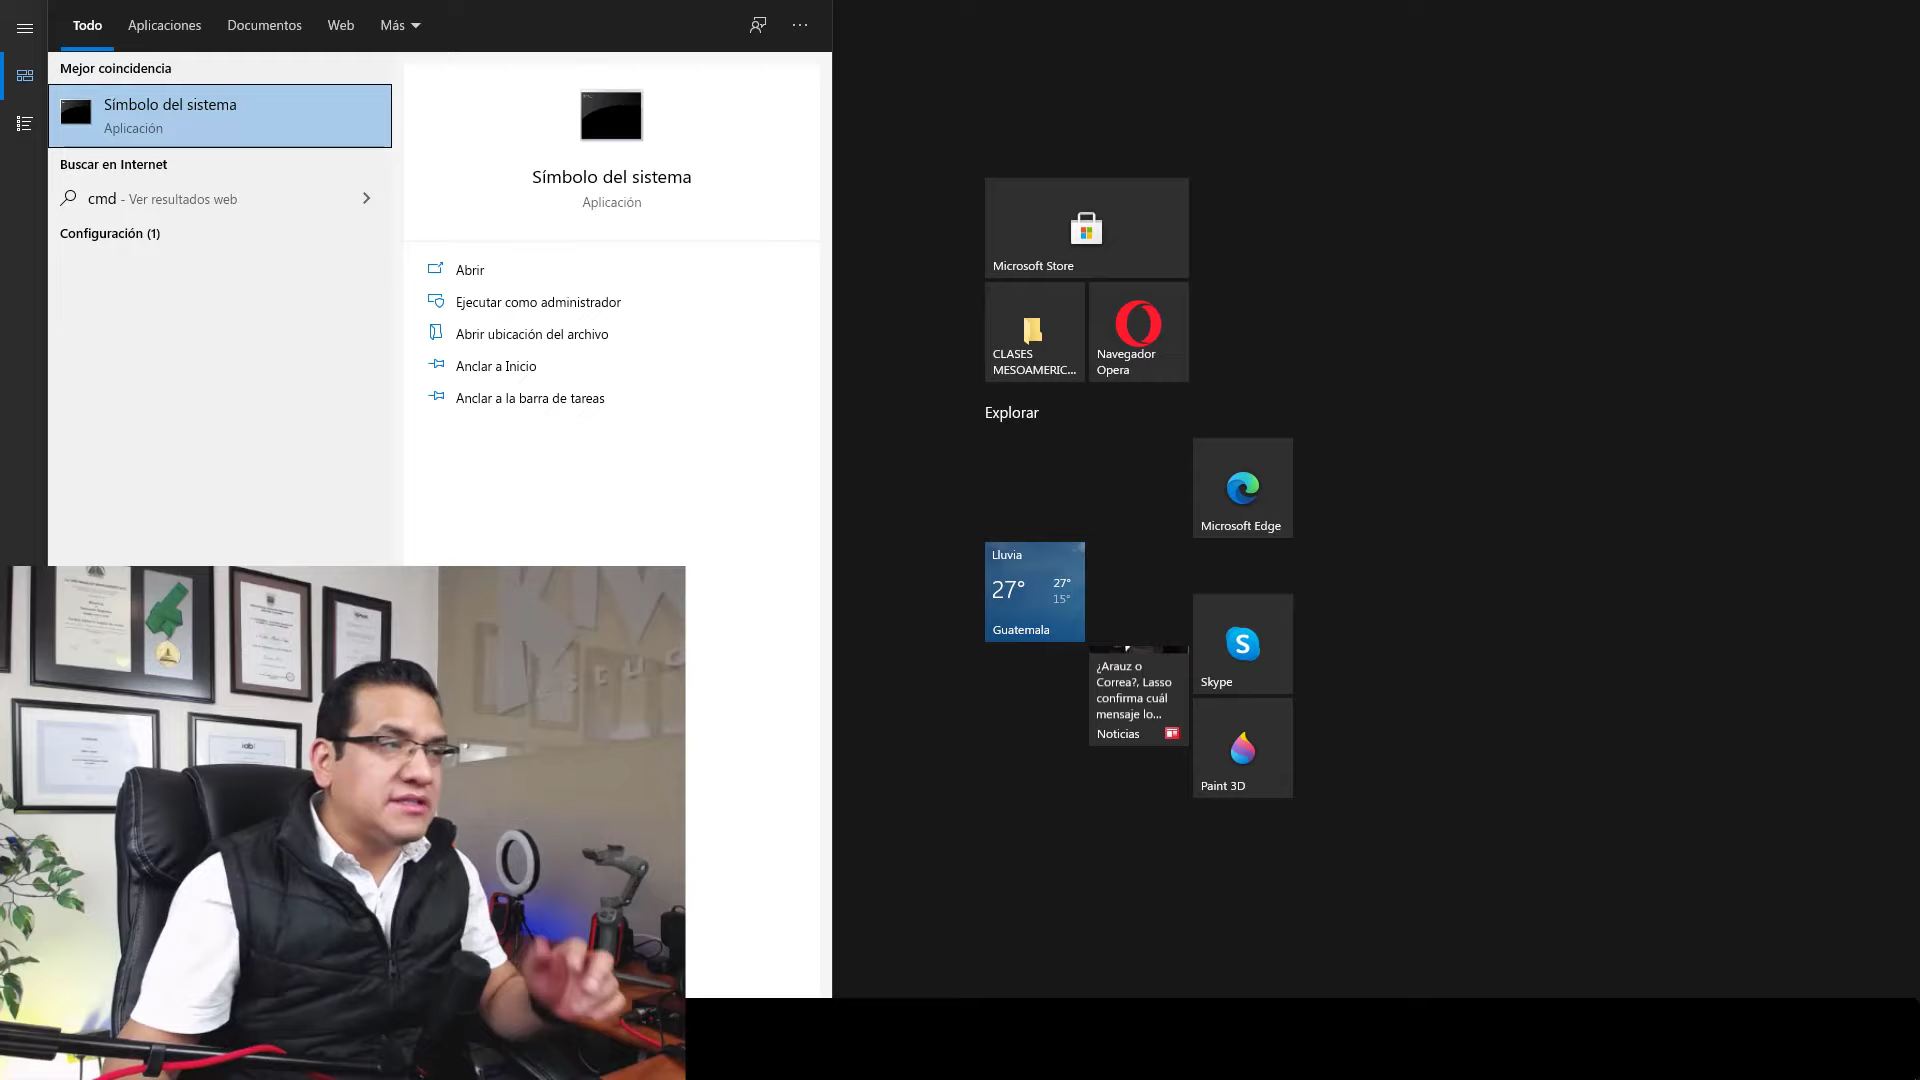 Todo
Aplicaciones
Documentos
Web
Más
Mejor coincidencia
Símbolo del sistema
Aplicación
Buscar en Internet
cmd - Ver resultados web
Configuración (1)
Símbolo del sistema
Aplicación
Abrir
Ejecutar como administrador
Abrir ubicación del archivo
Anclar a Inicio
Anclar a la barra de tareas
Microsoft Store
CLASES
MESOAMERIC...
Navegador
Opera
Explorar
Microsoft Edge
Lluvia
27°
27°
15°
Guatemala
Skype
¿Arauz o
Correa?, Lasso
confirma cuál
mensaje lo...
Noticias
Paint 3D